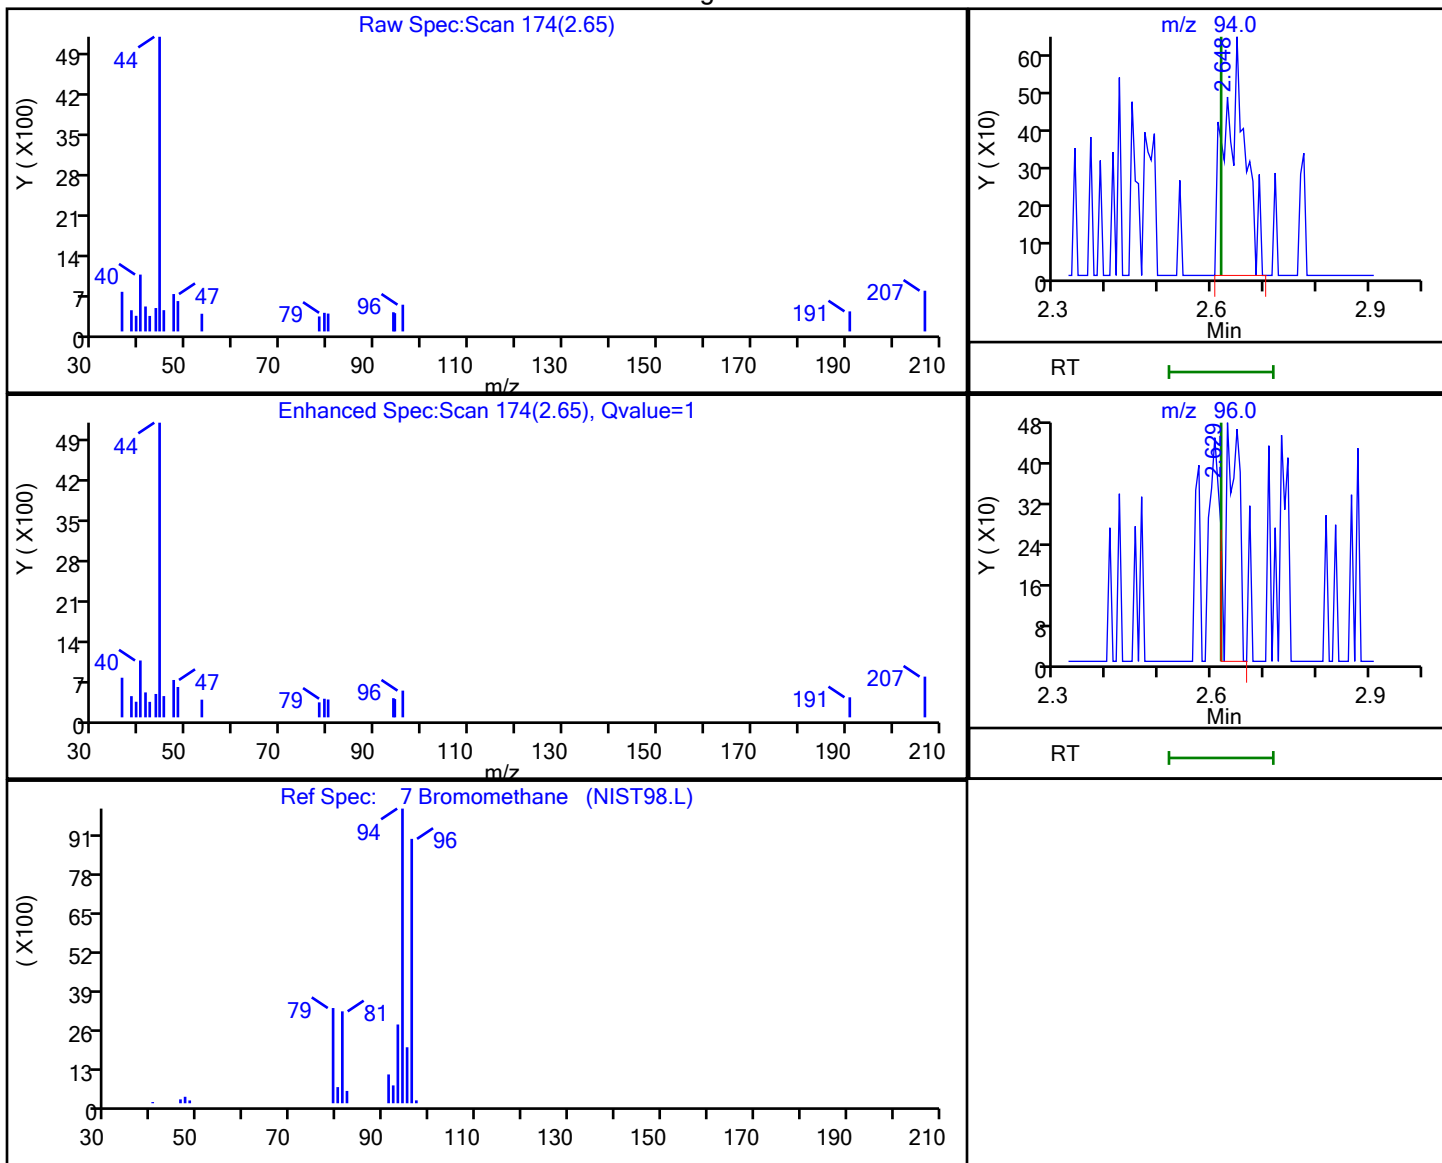 Raw Spec:Scan 174(2.65)
Y ( X100)
49
42
35
28
21
14
7
0
44
40
47
79
96
191
207
30 50 70 90 110 130 150 170 190 210
m/z
m/z 94.0
Y ( X10)
60
50
40
30
20
10
0
2.648
2.3 2.6 2.9
Min
RT
Enhanced Spec:Scan 174(2.65), Qvalue=1
Y ( X100)
49
42
35
28
21
14
7
0
44
40
47
79
96
191
207
30 50 70 90 110 130 150 170 190 210
m/z
m/z 96.0
Y ( X10)
48
40
32
24
16
8
0
2.629
2.3 2.6 2.9
Min
RT
Ref Spec: 7 Bromomethane (NIST98.L)
( X100)
91
78
65
52
39
26
13
0
94
96
79
81
30 50 70 90 110 130 150 170 190 210